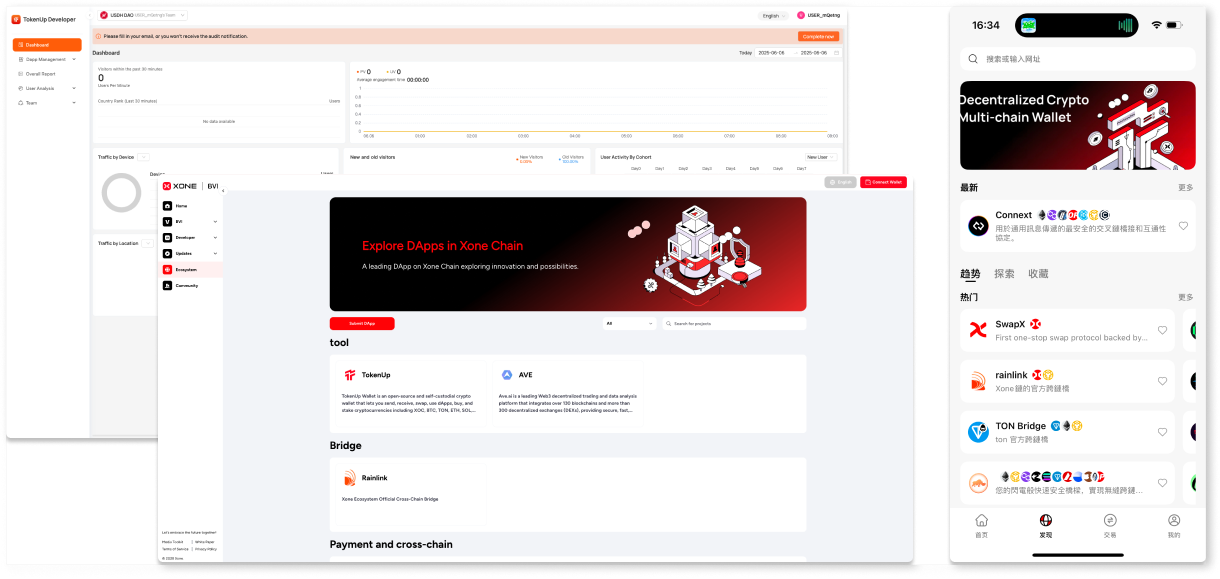 TokenUp Developer
USDH DAO
English
USER_mQetng
Dashboard
Dapp Management
Overall Report
User Analysis
Team
Please fill in your email, or you won't receive the audit notification.
Complete now
Dashboard
Today
2025-06-06
2025-06-06
Visitors within the past 30 minutes
0
Users Per Minute
Country Rank (Last 30 minutes)
Users
No data available
PV 0
UV 0
Average engagement time 00:00:00
1
0.8
0.6
0.4
0.2
0
01:00
02:00
03:00
04:00
05:00
06:00
07:00
08:00
09:00
Traffic by Device
New and old visitors
New Visitors
0.00%
Old Visitors
User Activity By Cohort
New User
Day0
Day1
Day2
Day3
Day4
Day5
Day6
Day7
Traffic by Location
XONE | BVI
English
Connect Wallet
Home
BVI
Developer
Updates
Ecosystem
Community
Explore DApps in Xone Chain
A leading DApp on Xone Chain exploring innovation and possibilities.
Submit DApp
All
Search for projects
tool
TokenUp
TokenUp Wallet is an open-source and self-custodial crypto
wallet that lets you send, receive, swap, use dApps, buy, and
stake cryptocurrencies including XOC, BTC, TON, ETH, SOL,...
AVE
Ave.ai is a leading Web3 decentralized trading and data analysis
platform that integrates over 130 blockchains and more than
300 decentralized exchanges (DEXs), providing secure, fast,...
Bridge
Rainlink
Xone Ecosystem Official Cross-Chain Bridge
Payment and cross-chain
Let's embrace the future together!
Media Toolkit | White Paper
Terms of Service | Privacy Policy
© 2025 Xone.
16:34
搜索或输入网址
Decentralized Crypto
Multi-chain Wallet
最新
更多
Connext
用於通用訊息傳遞的最安全的交叉鏈橋接和互通性
協定。
趋势
探索
收藏
热门
更多
SwapX
First one-stop swap protocol backed by...
rainlink
Xone 鏈的官方跨鏈橋
TON Bridge
ton 官方跨鏈橋
您的閃電般快速安全橋樑，實現無縫跨鏈...
首页
发现
交易
我的